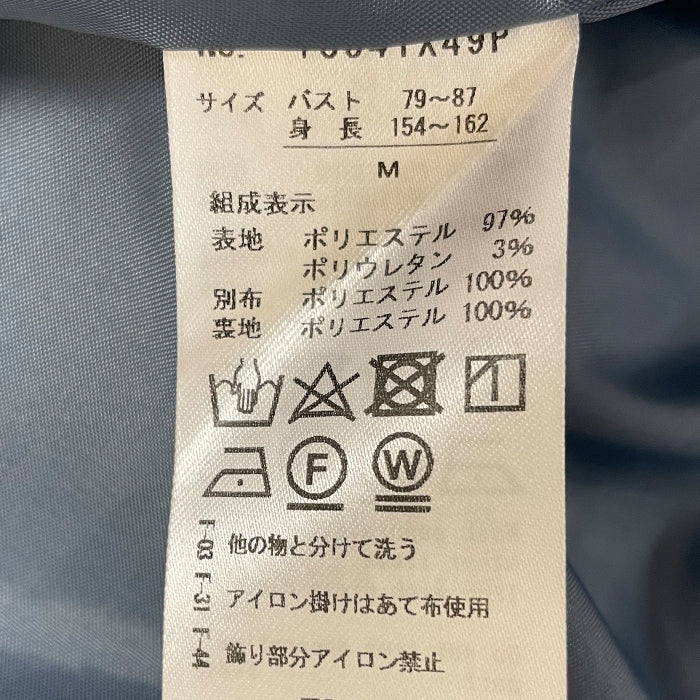 サイズ バスト 79～87
身長 154～162
M
組成表示
表地 ポリエステル 97%
ポリウレタン 3%
別布 ポリエステル 100%
裏地 ポリエステル 100%
F W
F-03 他の物と分けて洗う
F-31 アイロン掛けはあて布使用
F-44 飾り部分アイロン禁止